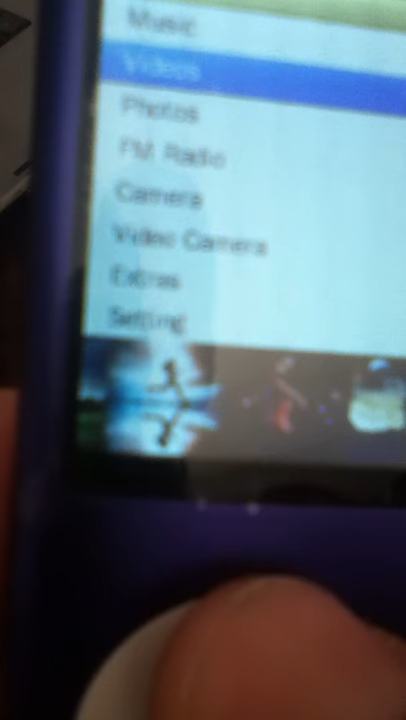 Music
Videos
Photos
FM Radio
Camera
Video Camera
Extras
Setting